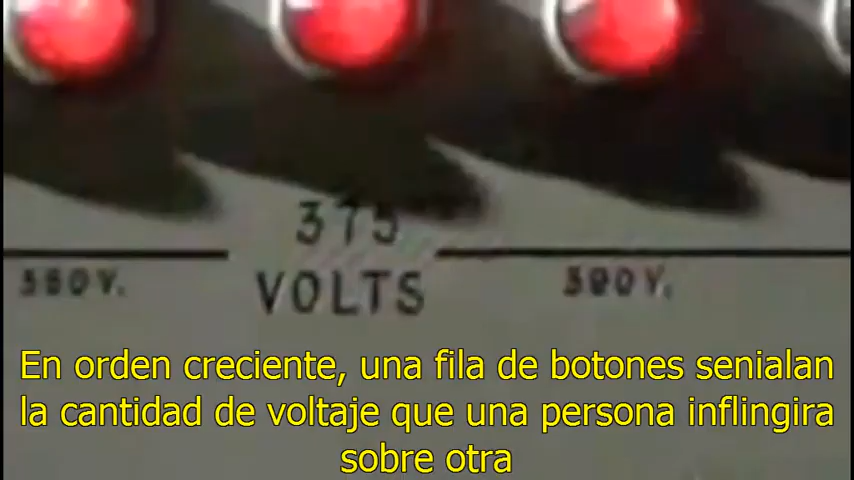 375
VOLTS
En orden creciente, una fila de botones senialan
la cantidad de voltaje que una persona inflingira
sobre otra